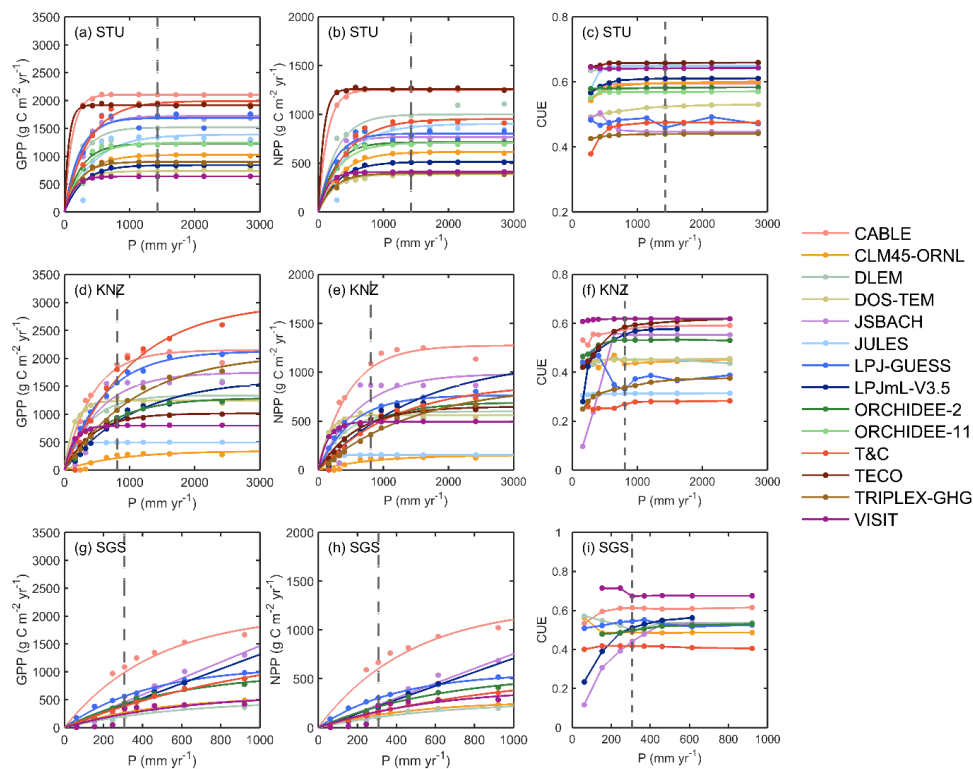 (a) STU
3500
3000
2500
2000
1500
1000
500
0
GPP (g C m⁻² yr⁻¹)
0 1000 2000 3000
P (mm yr⁻¹)
(b) STU
2000
1500
1000
500
0
NPP (g C m⁻² yr⁻¹)
0 1000 2000 3000
P (mm yr⁻¹)
(c) STU
0.8
0.6
0.4
0.2
CUE
0 1000 2000 3000
P (mm yr⁻¹)
(d) KNZ
3500
3000
2500
2000
1500
1000
500
0
GPP (g C m⁻² yr⁻¹)
0 1000 2000 3000
P (mm yr⁻¹)
(e) KNZ
2000
1500
1000
500
0
NPP (g C m⁻² yr⁻¹)
0 1000 2000 3000
P (mm yr⁻¹)
(f) KNZ
0.8
0.6
0.4
0.2
0
CUE
0 1000 2000 3000
P (mm yr⁻¹)
(g) SGS
3500
3000
2500
2000
1500
1000
500
0
GPP (g C m⁻² yr⁻¹)
0 200 400 600 800 1000
P (mm yr⁻¹)
(h) SGS
2000
1500
1000
500
0
NPP (g C m⁻² yr⁻¹)
0 200 400 600 800 1000
P (mm yr⁻¹)
(i) SGS
1
0.8
0.6
0.4
0.2
0
CUE
0 200 400 600 800 1000
P (mm yr⁻¹)
CABLE
CLM45-ORNL
DLEM
DOS-TEM
JSBACH
JULES
LPJ-GUESS
LPJmL-V3.5
ORCHIDEE-2
ORCHIDEE-11
T&C
TECO
TRIPLEX-GHG
VISIT